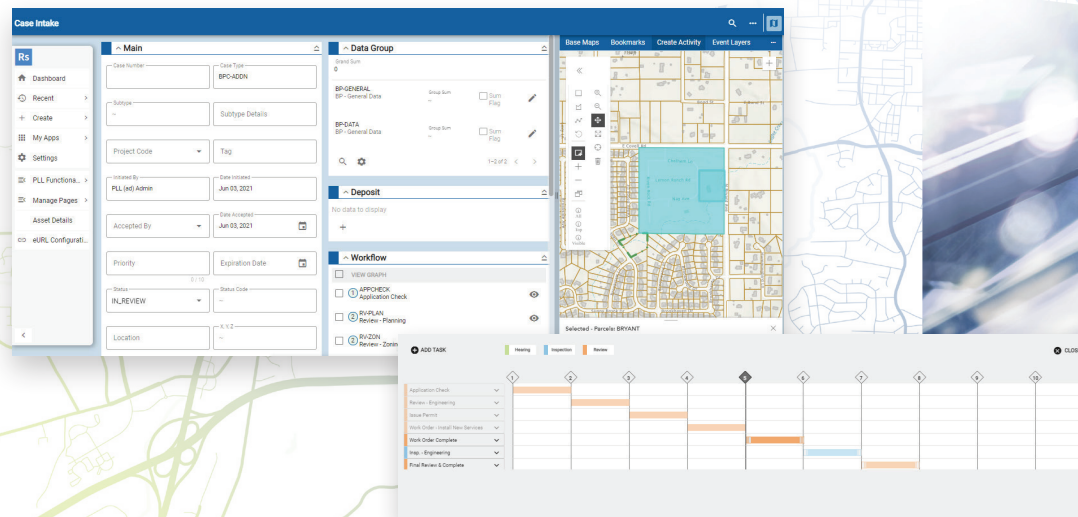 Case Intake
Rs
Dashboard
Recent
Create
My Apps
Settings
PLL Functiona...
Manage Pages
Asset Details
eURL Configurati...
Main
Case Number
Case Type
BPC-ADDN
Subtype
--
Subtype Details
Project Code
Tag
Initiated By
PLL (ad) Admin
Date Initiated
Jun 03, 2021
Accepted By
Date Accepted
Jun 03, 2021
Priority
Expiration Date
0 / 10
Status
IN_REVIEW
Status Code
--
Location
X, Y, Z
--
Data Group
Grand Sum
0
BP-GENERAL
BP - General Data
Group Sum
--
Sum Flag
BP-DATA
BP - General Data
Group Sum
--
Sum Flag
1–2 of 2
Deposit
No data to display
Workflow
VIEW GRAPH
1 APPCHECK
Application Check
2 RV-PLAN
Review - Planning
2 RV-ZON
Review - Zonin
Base Maps Bookmarks Create Activity Event Layers
Selected - Parcels: BRYANT
ADD TASK
Hearing Inspection Review
CLOS
1 2 3 4 5 6 7 8 9 10
Application Check
Review - Engineering
Issue Permit
Work Order - Install New Services
Work Order Complete
Insp. - Engineering
Final Review & Complete